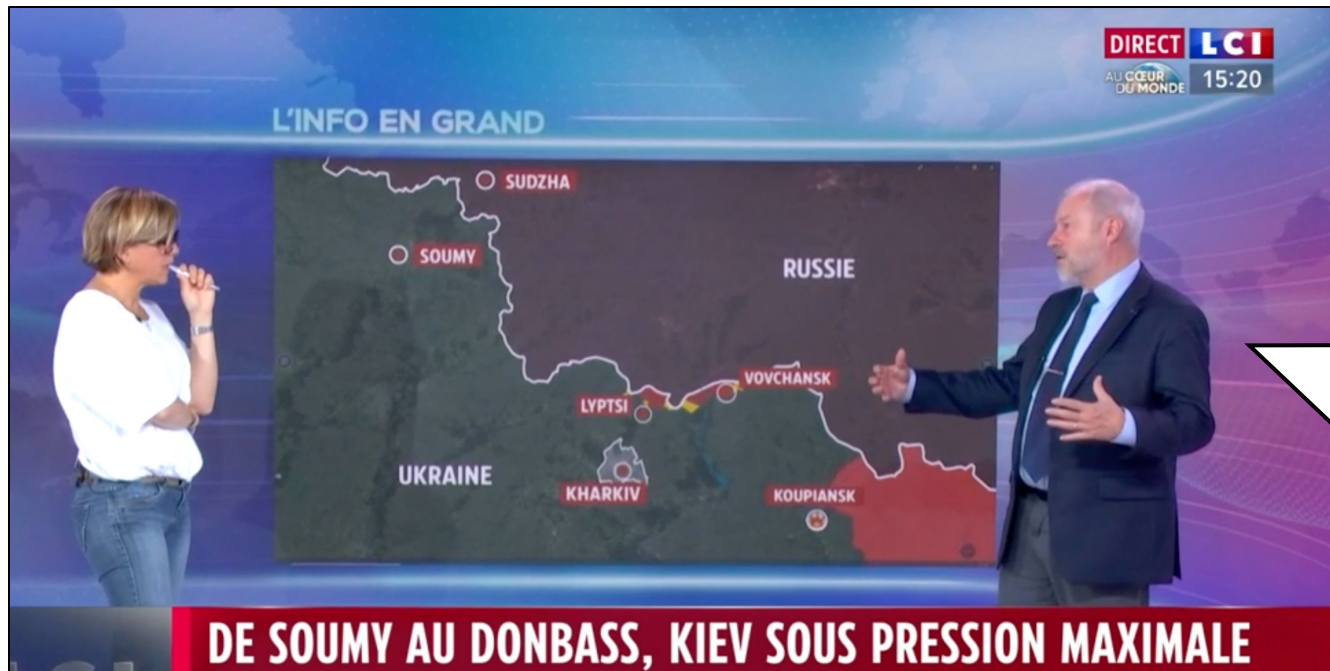 DIRECT LCI
AU CŒUR
DU MONDE
15:20
L'INFO EN GRAND
SUDZHA
SOUMY
RUSSIE
VOVCHANSK
LYPTSI
UKRAINE
KHARKIV
KOUPIANSK
DE SOUMY AU DONBASS, KIEV SOUS PRESSION MAXIMALE